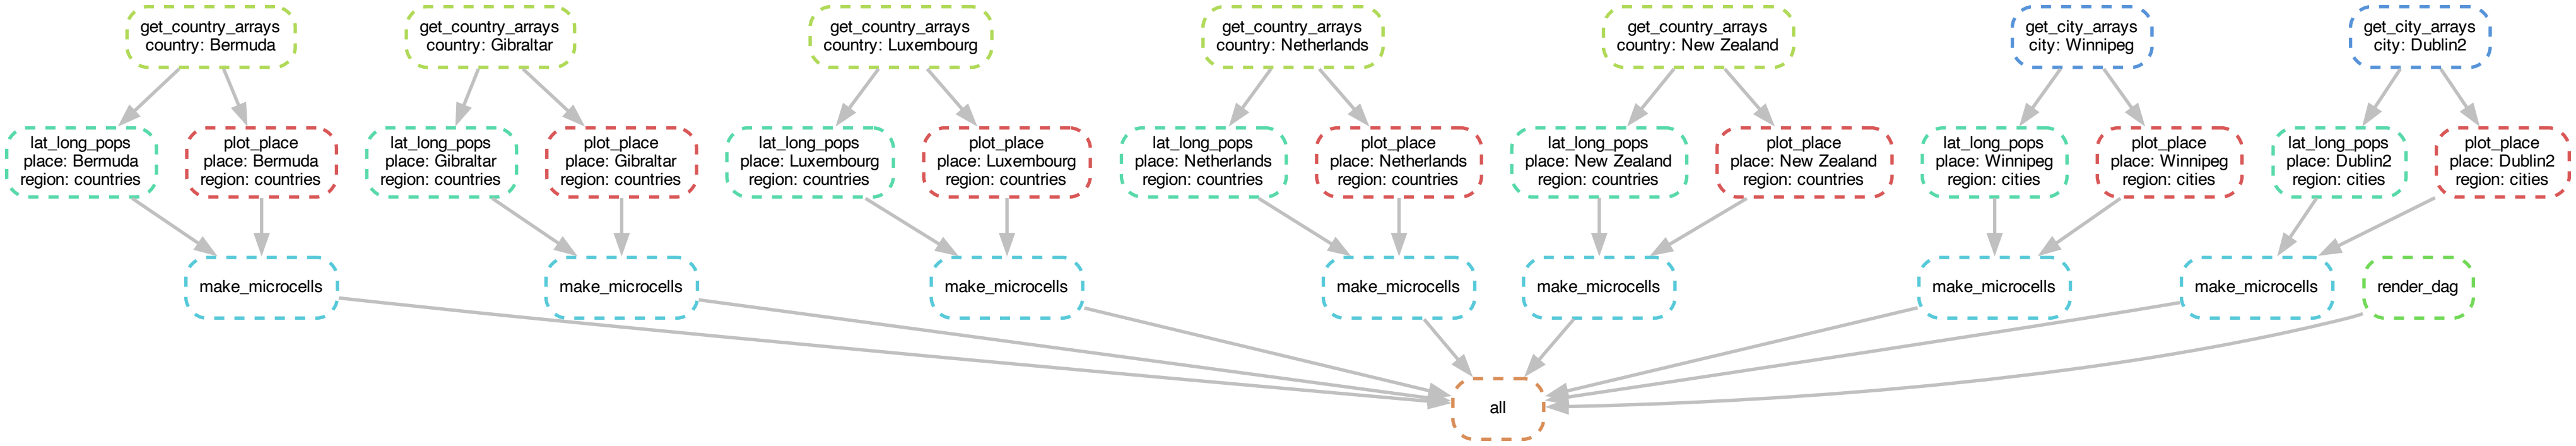 get_country_arrays
country: Bermuda
get_country_arrays
country: Gibraltar
get_country_arrays
country: Luxembourg
get_country_arrays
country: Netherlands
get_country_arrays
country: New Zealand
get_city_arrays
city: Winnipeg
get_city_arrays
city: Dublin2
lat_long_pops
place: Bermuda
region: countries
plot_place
place: Bermuda
region: countries
lat_long_pops
place: Gibraltar
region: countries
plot_place
place: Gibraltar
region: countries
lat_long_pops
place: Luxembourg
region: countries
plot_place
place: Luxembourg
region: countries
lat_long_pops
place: Netherlands
region: countries
plot_place
place: Netherlands
region: countries
lat_long_pops
place: New Zealand
region: countries
plot_place
place: New Zealand
region: countries
lat_long_pops
place: Winnipeg
region: cities
plot_place
place: Winnipeg
region: cities
lat_long_pops
place: Dublin2
region: cities
plot_place
place: Dublin2
region: cities
make_microcells
make_microcells
make_microcells
make_microcells
make_microcells
make_microcells
make_microcells
render_dag
all